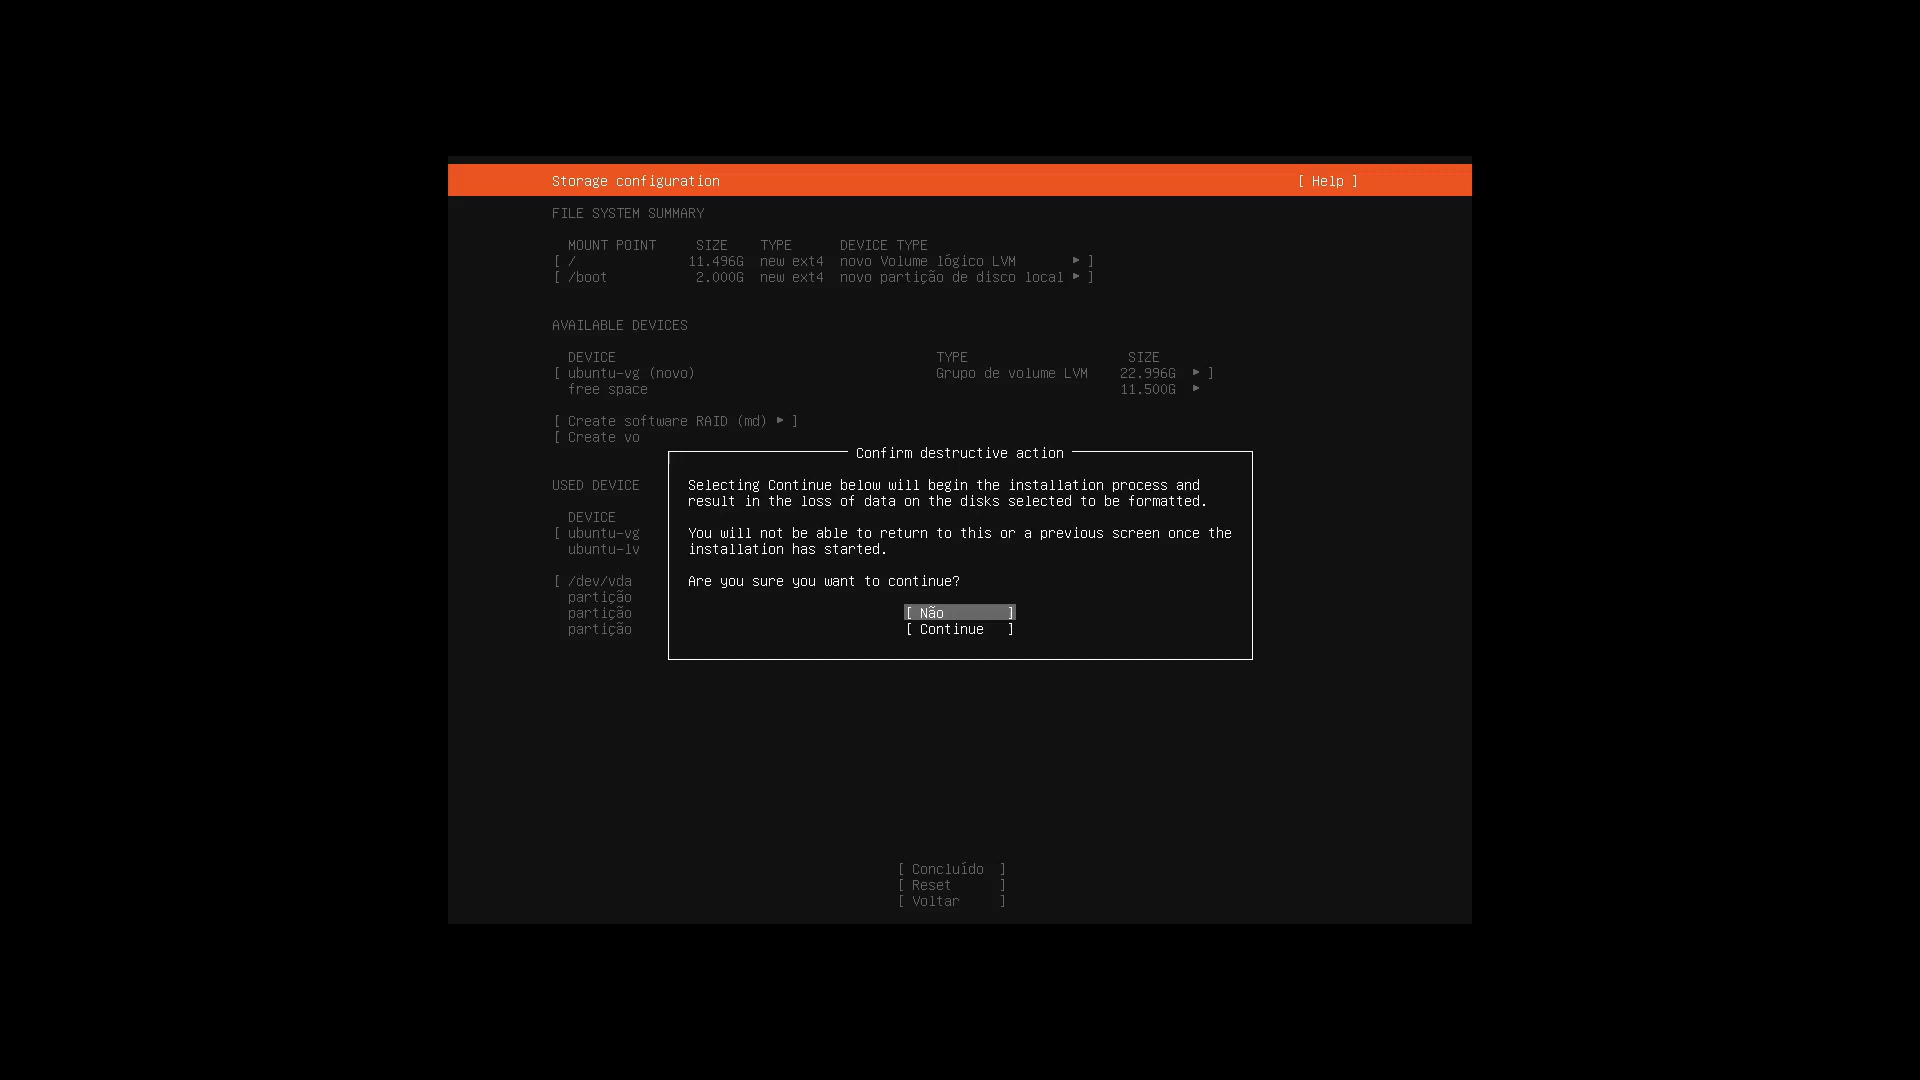 Storage configuration [ Help ]
FILE SYSTEM SUMMARY
MOUNT POINT SIZE TYPE DEVICE TYPE
[ / 11.496G new ext4 novo Volume lógico LVM ▸ ]
[ /boot 2.000G new ext4 novo partição de disco local ▸ ]
AVAILABLE DEVICES
DEVICE TYPE SIZE
[ ubuntu-vg (novo) Grupo de volume LVM 22.996G ▸ ]
free space 11.500G ▸
[ Create software RAID (md) ▸ ]
[ Create vo
USED DEVICE
DEVICE
[ ubuntu-vg
ubuntu-lv
[ /dev/vda
partição
partição
partição
Confirm destructive action
Selecting Continue below will begin the installation process and
result in the loss of data on the disks selected to be formatted.
You will not be able to return to this or a previous screen once the
installation has started.
Are you sure you want to continue?
[ Não ]
[ Continue ]
[ Concluído ]
[ Reset ]
[ Voltar ]